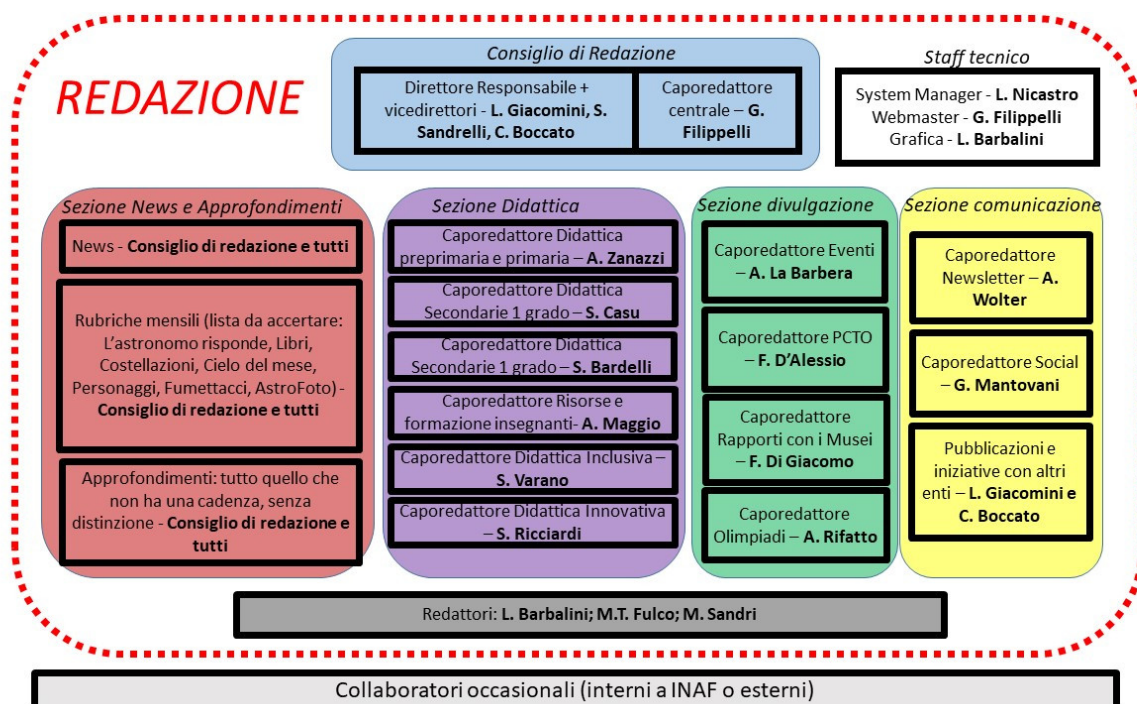 REDAZIONE
Consiglio di Redazione
Direttore Responsabile +
vicedirettori - L. Giacomini, S.
Sandrelli, C. Boccato
Caporedattore
centrale – G.
Filippelli
Staff tecnico
System Manager - L. Nicastro
Webmaster - G. Filippelli
Grafica - L. Barbalini
Sezione News e Approfondimenti
News - Consiglio di redazione e tutti
Rubriche mensili (lista da accertare:
L’astronomo risponde, Libri,
Costellazioni, Cielo del mese,
Personaggi, Fumettacci, AstroFoto) -
Consiglio di redazione e tutti
Approfondimenti: tutto quello che
non ha una cadenza, senza
distinzione - Consiglio di redazione e
tutti
Sezione Didattica
Caporedattore Didattica
preprimaria e primaria – A. Zanazzi
Caporedattore Didattica
Secondarie 1 grado – S. Casu
Caporedattore Didattica
Secondarie 1 grado – S. Bardelli
Caporedattore Risorse e
formazione insegnanti- A. Maggio
Caporedattore Didattica Inclusiva –
S. Varano
Caporedattore Didattica Innovativa
– S. Ricciardi
Sezione divulgazione
Caporedattore Eventi
– A. La Barbera
Caporedattore PCTO
– F. D’Alessio
Caporedattore
Rapporti con i Musei
– F. Di Giacomo
Caporedattore
Olimpiadi – A. Rifatto
Sezione comunicazione
Caporedattore
Newsletter – A.
Wolter
Caporedattore Social
– G. Mantovani
Pubblicazioni e
iniziative con altri
enti – L. Giacomini e
C. Boccato
Redattori: L. Barbalini; M.T. Fulco; M. Sandri
Collaboratori occasionali (interni a INAF o esterni)